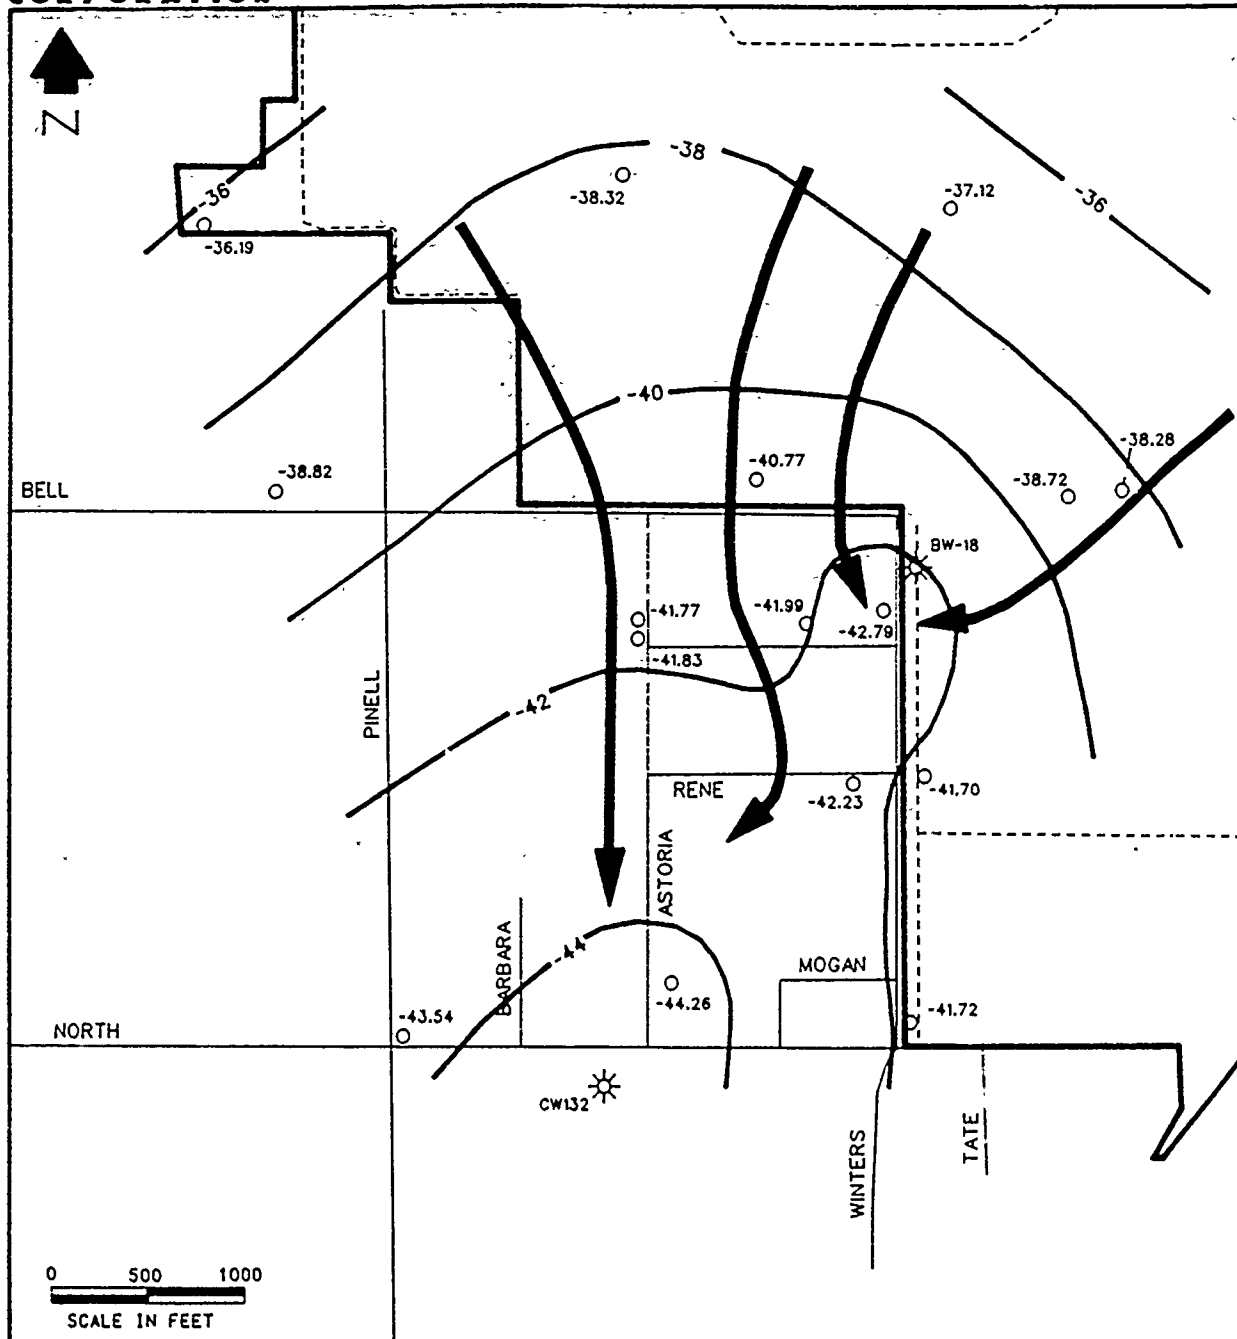 N
-36
-36.19
-38.32
-38
-37.12
-36
-40
-38.82
-40.77
-38.72
-38.28
BELL
BW-18
-41.77
-41.99
-42.79
-41.83
PINELL
-42
RENE
-42.23
-41.70
ASTORIA
BARBARA
-44
MOGAN
-44.26
-43.54
-41.72
NORTH
CW132
WINTERS
TATE
0 500 1000
SCALE IN FEET